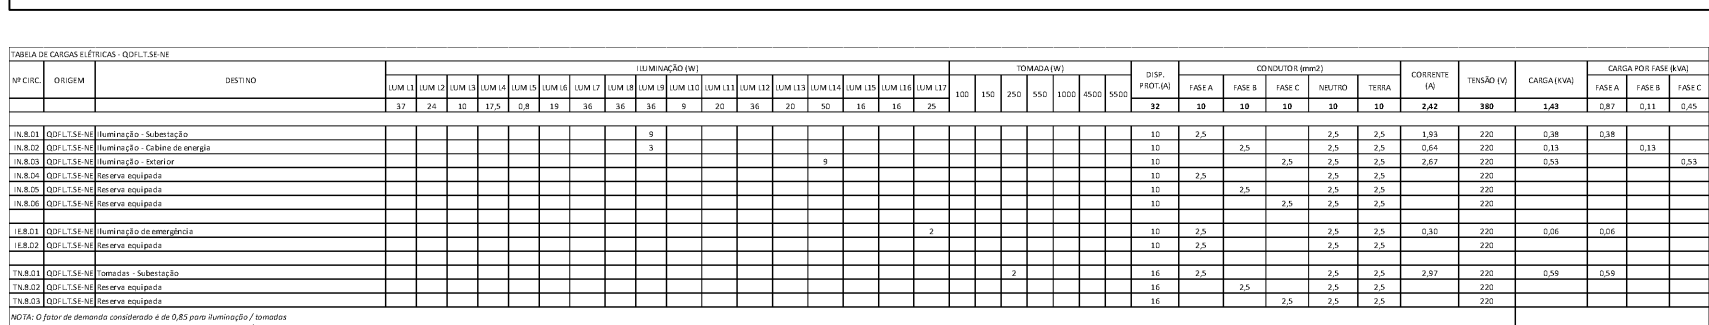 TABELA DE CARGAS ELÉTRICAS - QDFL.T.SE-NE
Nº CIRC. ORIGEM DESTINO ILUMINAÇÃO (W) TOMADA (W) DISP. PROT.(A) CONDUTOR (mm2) CORRENTE (A) TENSÃO (V) CARGA (KVA) CARGA POR FASE (kVA)
LUM L1 LUM L2 LUM L3 LUM L4 LUM L5 LUM L6 LUM L7 LUM L8 LUM L9 LUM L10 LUM L11 LUM L12 LUM L13 LUM L14 LUM L15 LUM L16 LUM L17 100 150 250 550 1000 4500 5500 FASE A FASE B FASE C NEUTRO TERRA FASE A FASE B FASE C
37 24 10 17,5 0,8 19 36 36 36 9 20 36 20 50 16 16 25 32 10 10 10 10 10 2,42 380 1,43 0,87 0,11 0,45
IN.8.01 QDFL.T.SE-NE Iluminação - Subestação 9 10 2,5 2,5 2,5 1,93 220 0,38 0,38
IN.8.02 QDFL.T.SE-NE Iluminação - Cabine de energia 3 10 2,5 2,5 2,5 0,64 220 0,13 0,13
IN.8.03 QDFL.T.SE-NE Iluminação - Exterior 9 10 2,5 2,5 2,5 2,67 220 0,53 0,53
IN.8.04 QDFL.T.SE-NE Reserva equipada 10 2,5 2,5 2,5 220
IN.8.05 QDFL.T.SE-NE Reserva equipada 10 2,5 2,5 2,5 220
IN.8.06 QDFL.T.SE-NE Reserva equipada 10 2,5 2,5 2,5 220
IE.8.01 QDFL.T.SE-NE Iluminação de emergência 2 10 2,5 2,5 2,5 0,30 220 0,06 0,06
IE.8.02 QDFL.T.SE-NE Reserva equipada 10 2,5 2,5 2,5 220
TN.8.01 QDFL.T.SE-NE Tomadas - Subestação 2 16 2,5 2,5 2,5 2,97 220 0,59 0,59
TN.8.02 QDFL.T.SE-NE Reserva equipada 16 2,5 2,5 2,5 220
TN.8.03 QDFL.T.SE-NE Reserva equipada 16 2,5 2,5 2,5 220
NOTA: O fator de demanda considerado é de 0,85 para iluminação / tomadas